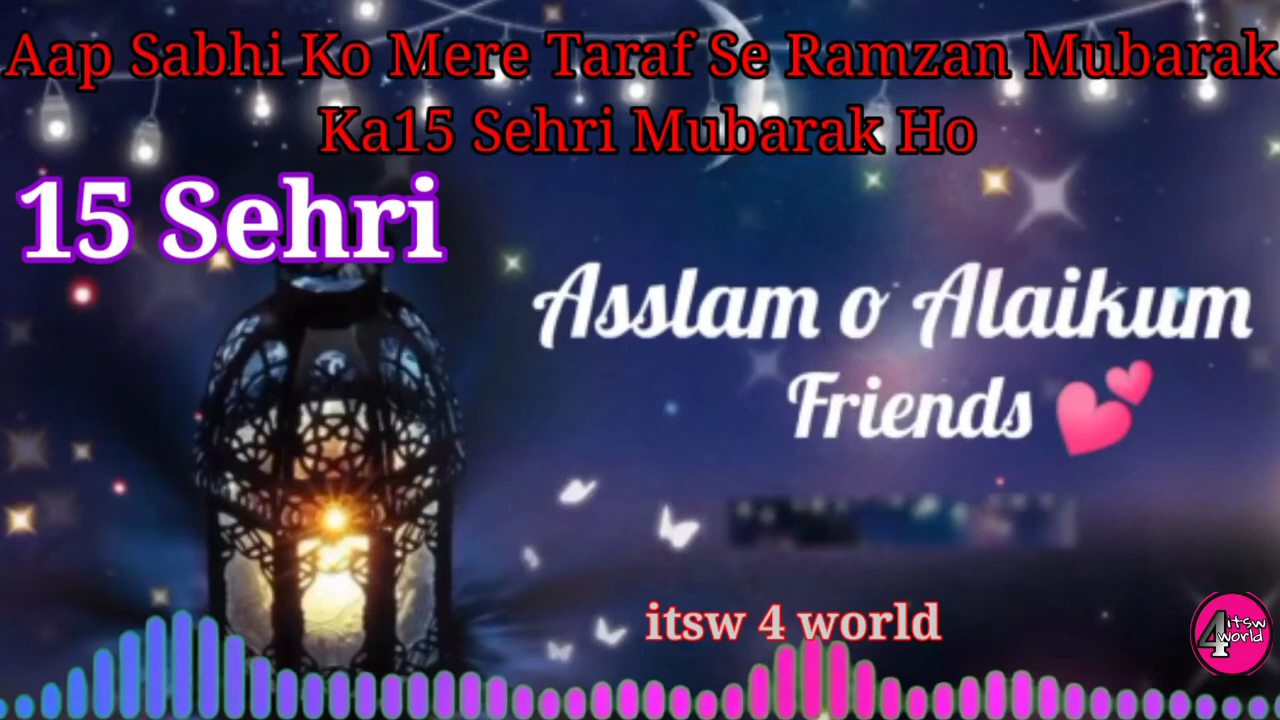 Aap Sabhi Ko Mere Taraf Se Ramzan Mubarak
Ka15 Sehri Mubarak Ho
15 Sehri
Asslam o Alaikum
Friends 💕
itsw 4 world
4 itsw
world